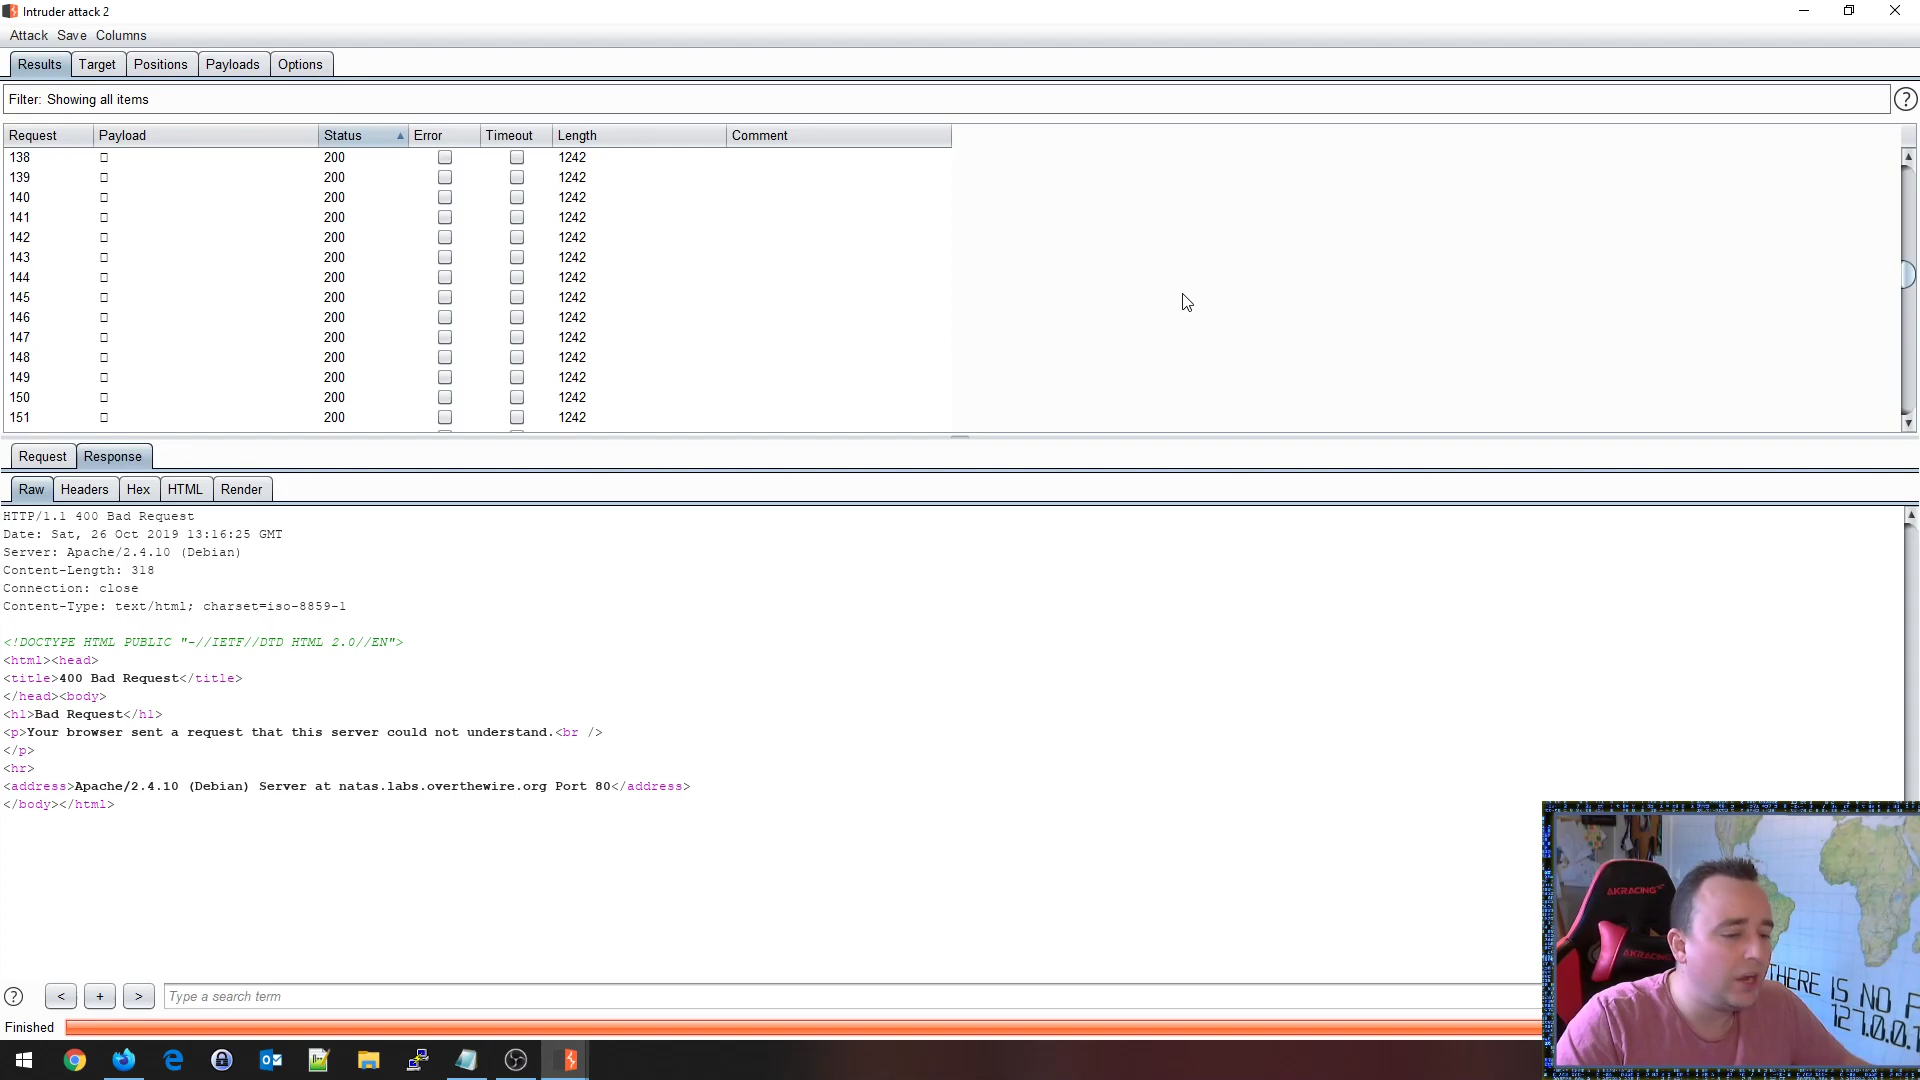 Intruder attack 2
Attack Save Columns
Results Target Positions Payloads Options
Filter: Showing all items
Request Payload Status Error Timeout Length Comment
138 200 1242
139 200 1242
140 200 1242
141 200 1242
142 200 1242
143 200 1242
144 200 1242
145 200 1242
146 200 1242
147 200 1242
148 200 1242
149 200 1242
150 200 1242
151 200 1242
Request Response
Raw Headers Hex HTML Render
HTTP/1.1 400 Bad Request
Date: Sat, 26 Oct 2019 13:16:25 GMT
Server: Apache/2.4.10 (Debian)
Content-Length: 318
Connection: close
Content-Type: text/html; charset=iso-8859-1
<!DOCTYPE HTML PUBLIC "-//IETF//DTD HTML 2.0//EN">
<html><head>
<title>400 Bad Request</title>
</head><body>
<h1>Bad Request</h1>
<p>Your browser sent a request that this server could not understand.<br />
</p>
<hr>
<address>Apache/2.4.10 (Debian) Server at natas.labs.overthewire.org Port 80</address>
</body></html>
< + > Type a search term
Finished
AKRACING
AKRACING
THERE IS NO
127.0.0.1